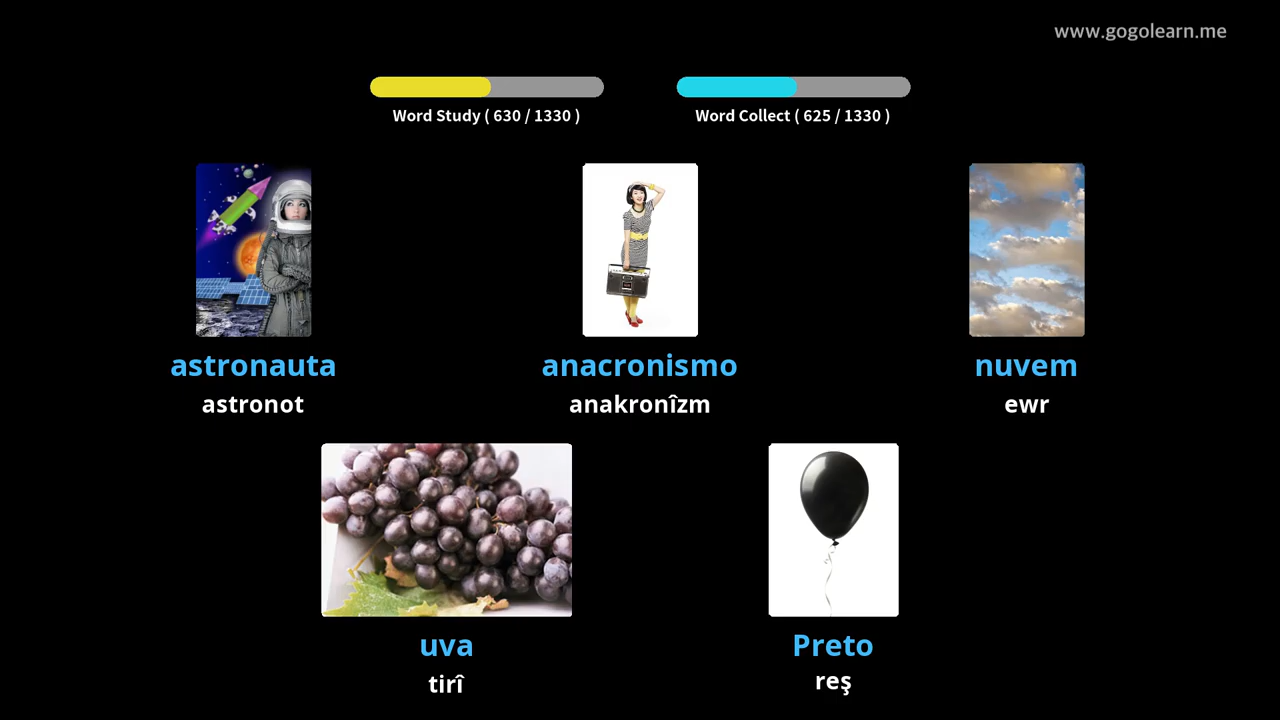 www.gogolearn.me
Word Study ( 630 / 1330 )
Word Collect ( 625 / 1330 )
astronauta
astronot
anacronismo
anakronîzm
nuvem
ewr
uva
tirî
Preto
reş